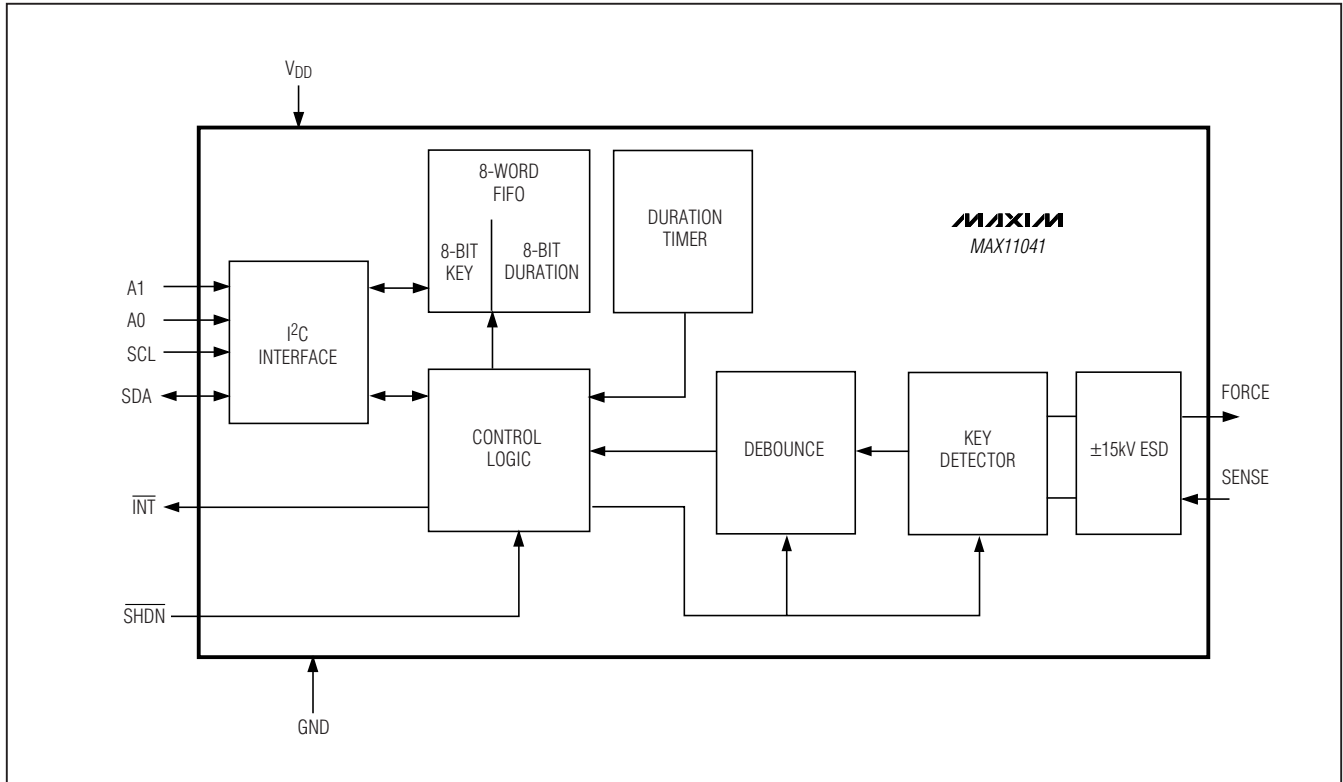 VDD
8-WORD
FIFO
8-BIT
KEY
8-BIT
DURATION
DURATION
TIMER
MAXIM
MAX11041
A1
A0
SCL
SDA
I2C
INTERFACE
CONTROL
LOGIC
DEBOUNCE
KEY
DETECTOR
±15kV ESD
FORCE
SENSE
INT
SHDN
GND